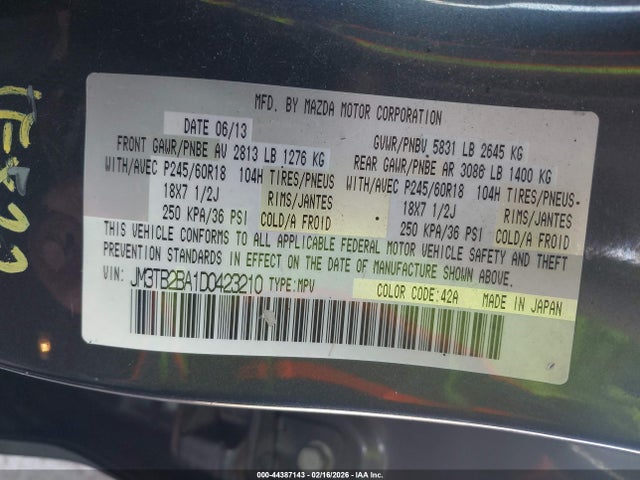 MFD. BY MAZDA MOTOR CORPORATION
DATE 06/13 GVWR/PNBV 5831 LB 2645 KG
FRONT GAWR/PNBE AV 2813 LB 1276 KG REAR GAWR/PNBE AR 3086 LB 1400 KG
WITH/AVEC P245/60R18 104H TIRES/PNEUS WITH/AVEC P245/60R18 104H TIRES/PNEUS
18X7 1/2J RIMS/JANTES 18X7 1/2J RIMS/JANTES
250 KPA/36 PSI COLD/A FROID 250 KPA/36 PSI COLD/A FROID
THIS VEHICLE CONFORMS TO ALL APPLICABLE FEDERAL MOTOR VEHICLE SAFETY AND THEFT
PREVENTION STANDARDS IN EFFECT ON THE DATE OF MANUFACTURE SHOWN ABOVE.
VIN: JM3TB2BA1D0423210 TYPE:MPV COLOR CODE:42A MADE IN JAPAN
000-44387143 - 02/16/2026 - IAA Inc.